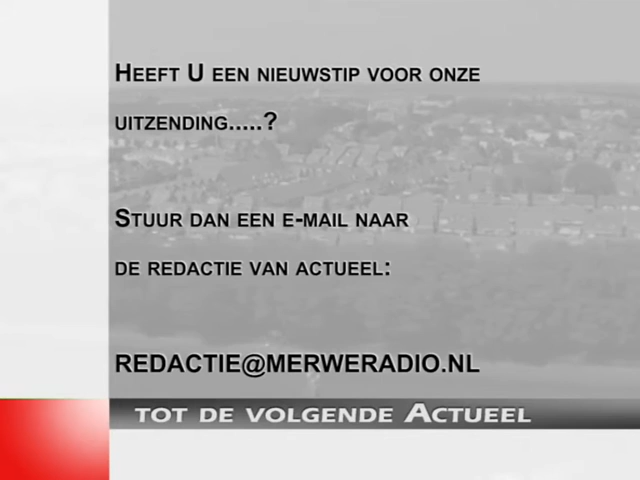 Heeft U een nieuwstip voor onze
uitzending.....?
Stuur dan een e-mail naar
de redactie van actueel:
REDACTIE@MERWERADIO.NL
tot de volgende Actueel